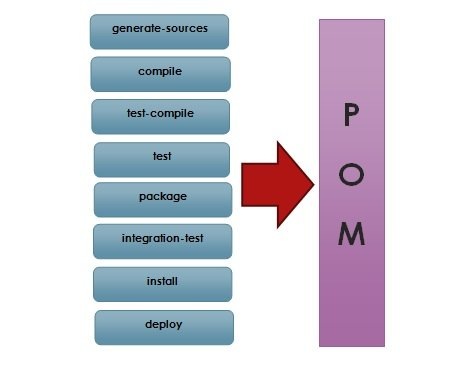 generate-sources
compile
test-compile
test
package
integration-test
install
deploy
P
O
M